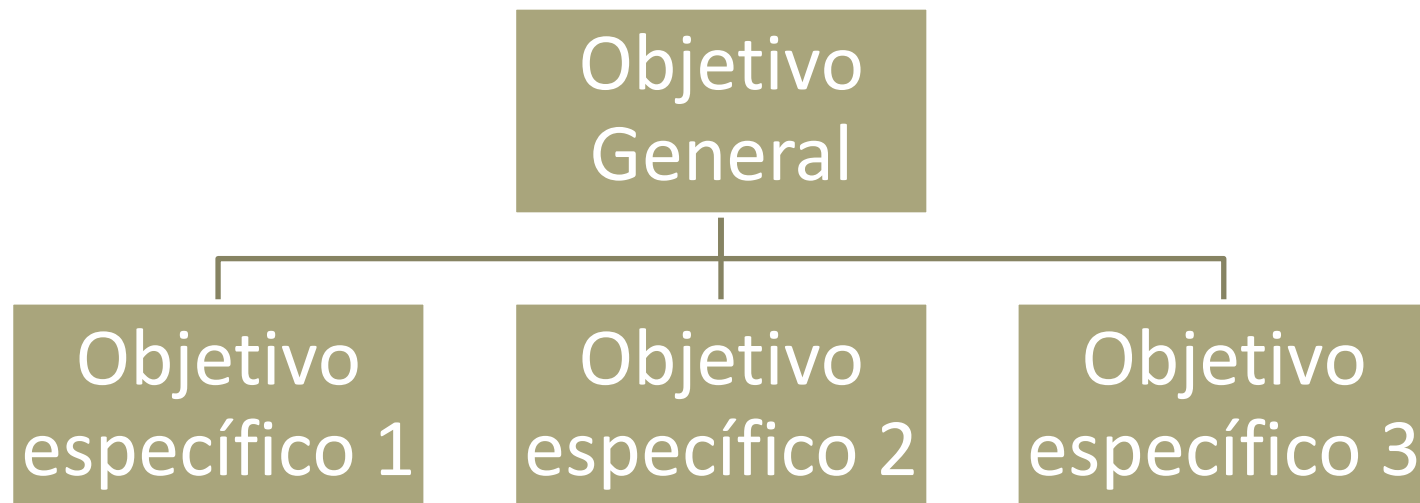 Objetivo
General
Objetivo
específico 1
Objetivo
específico 2
Objetivo
específico 3